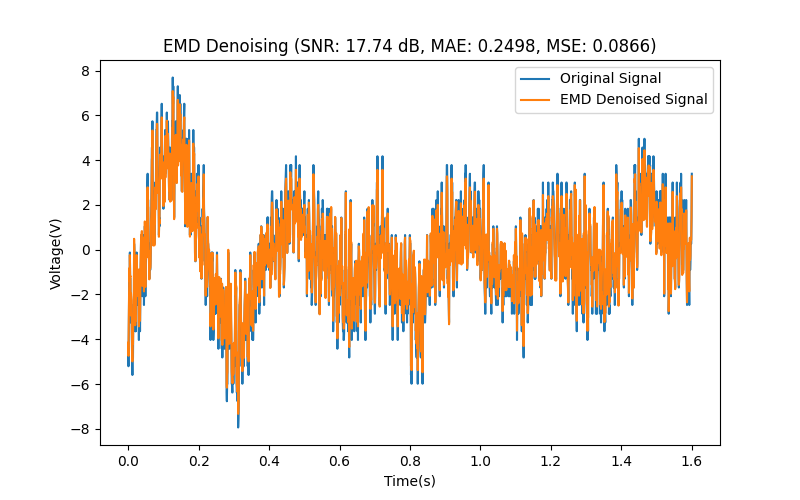 EMD Denoising (SNR: 17.74 dB, MAE: 0.2498, MSE: 0.0866)
Original Signal
EMD Denoised Signal
8
6
4
2
0
−2
−4
−6
−8
Voltage(V)
0.0 0.2 0.4 0.6 0.8 1.0 1.2 1.4 1.6
Time(s)